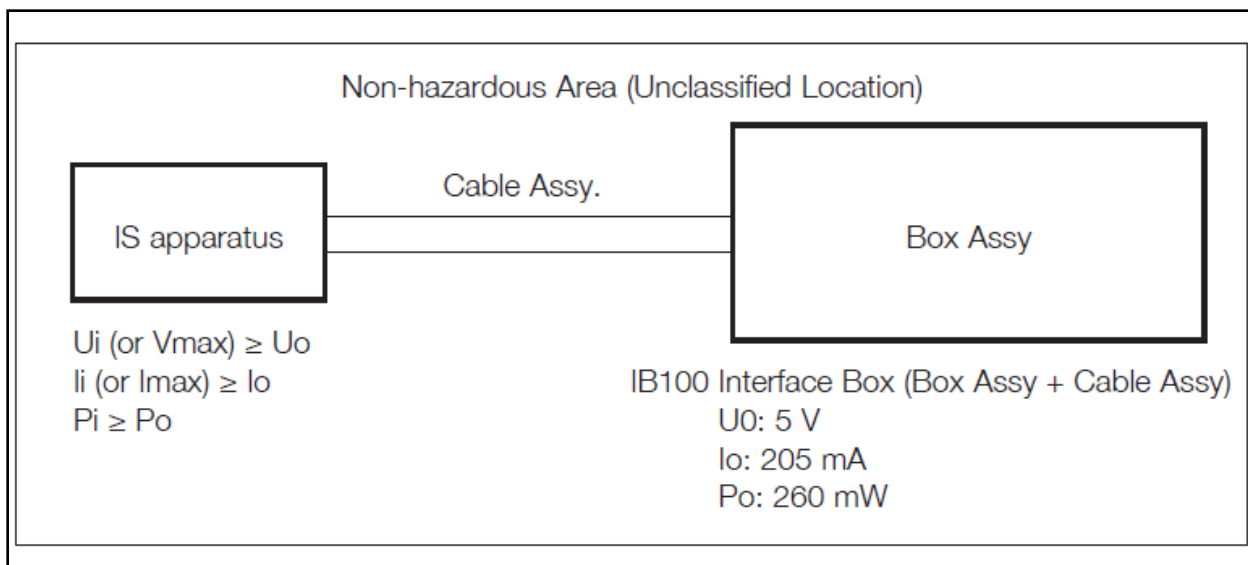 Non-hazardous Area (Unclassified Location)
Cable Assy.
IS apparatus
Box Assy
Ui (or Vmax) ≥ Uo
Ii (or Imax) ≥ Io
Pi ≥ Po
IB100 Interface Box (Box Assy + Cable Assy)
U0: 5 V
Io: 205 mA
Po: 260 mW